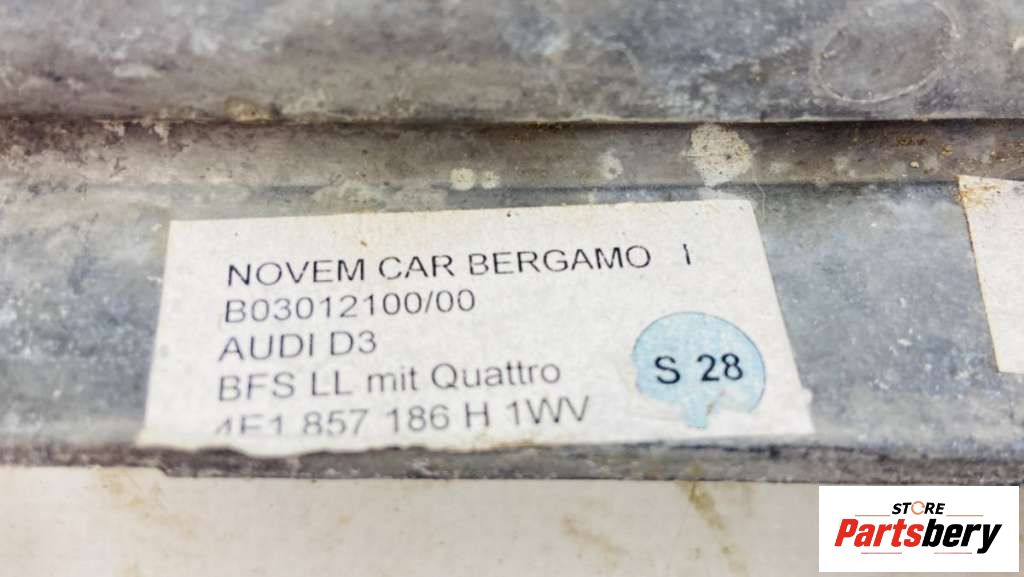 NOVEM CAR BERGAMO I
B03012100/00
AUDI D3
BFS LL mit Quattro
4E1 857 186 H 1WV
S 28
STORE
Partsbery